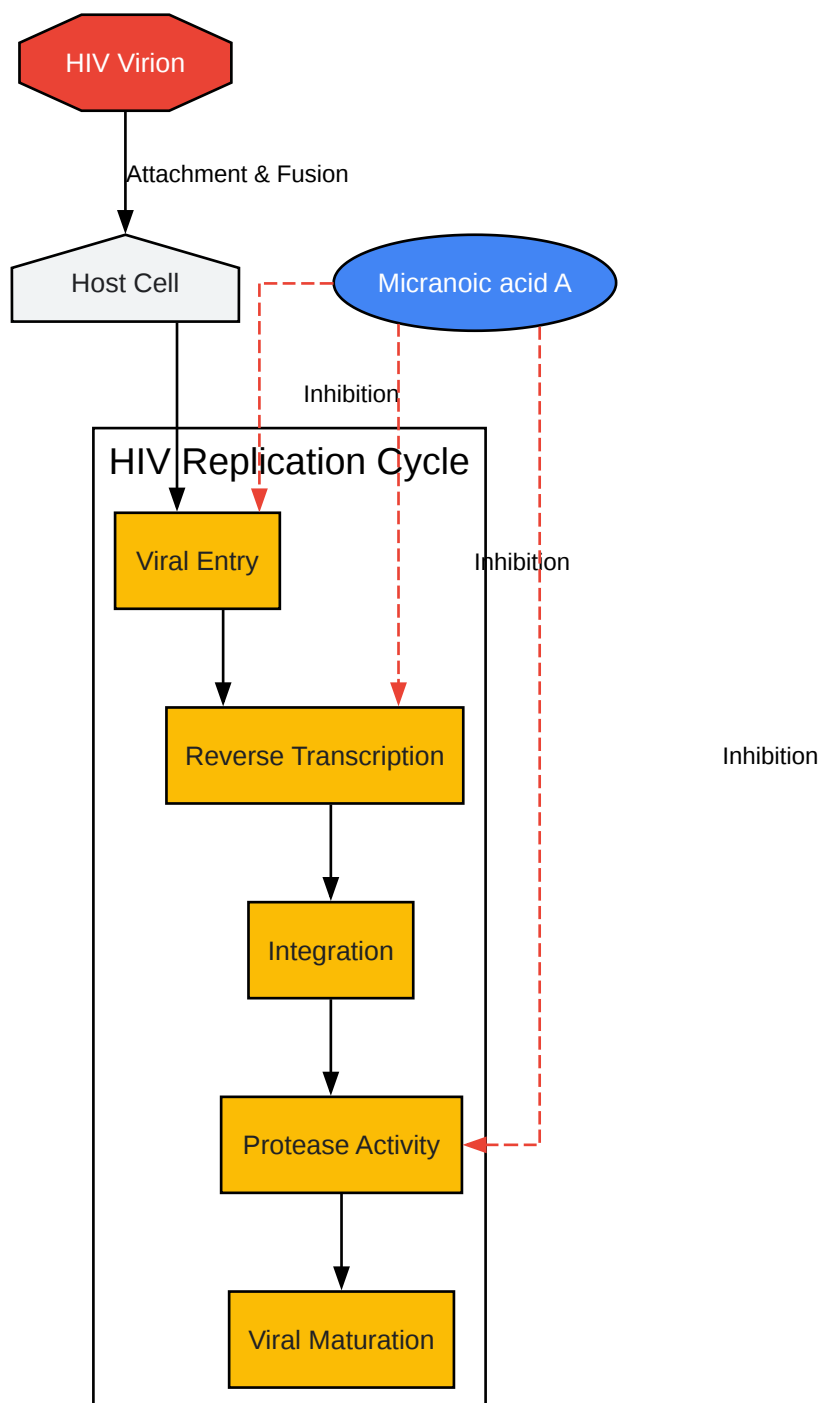 HIV Virion
Attachment & Fusion
Host Cell
Micranoic acid A
Inhibition
HIV Replication Cycle
Viral Entry
Inhibition
Reverse Transcription
Inhibition
Integration
Protease Activity
Viral Maturation